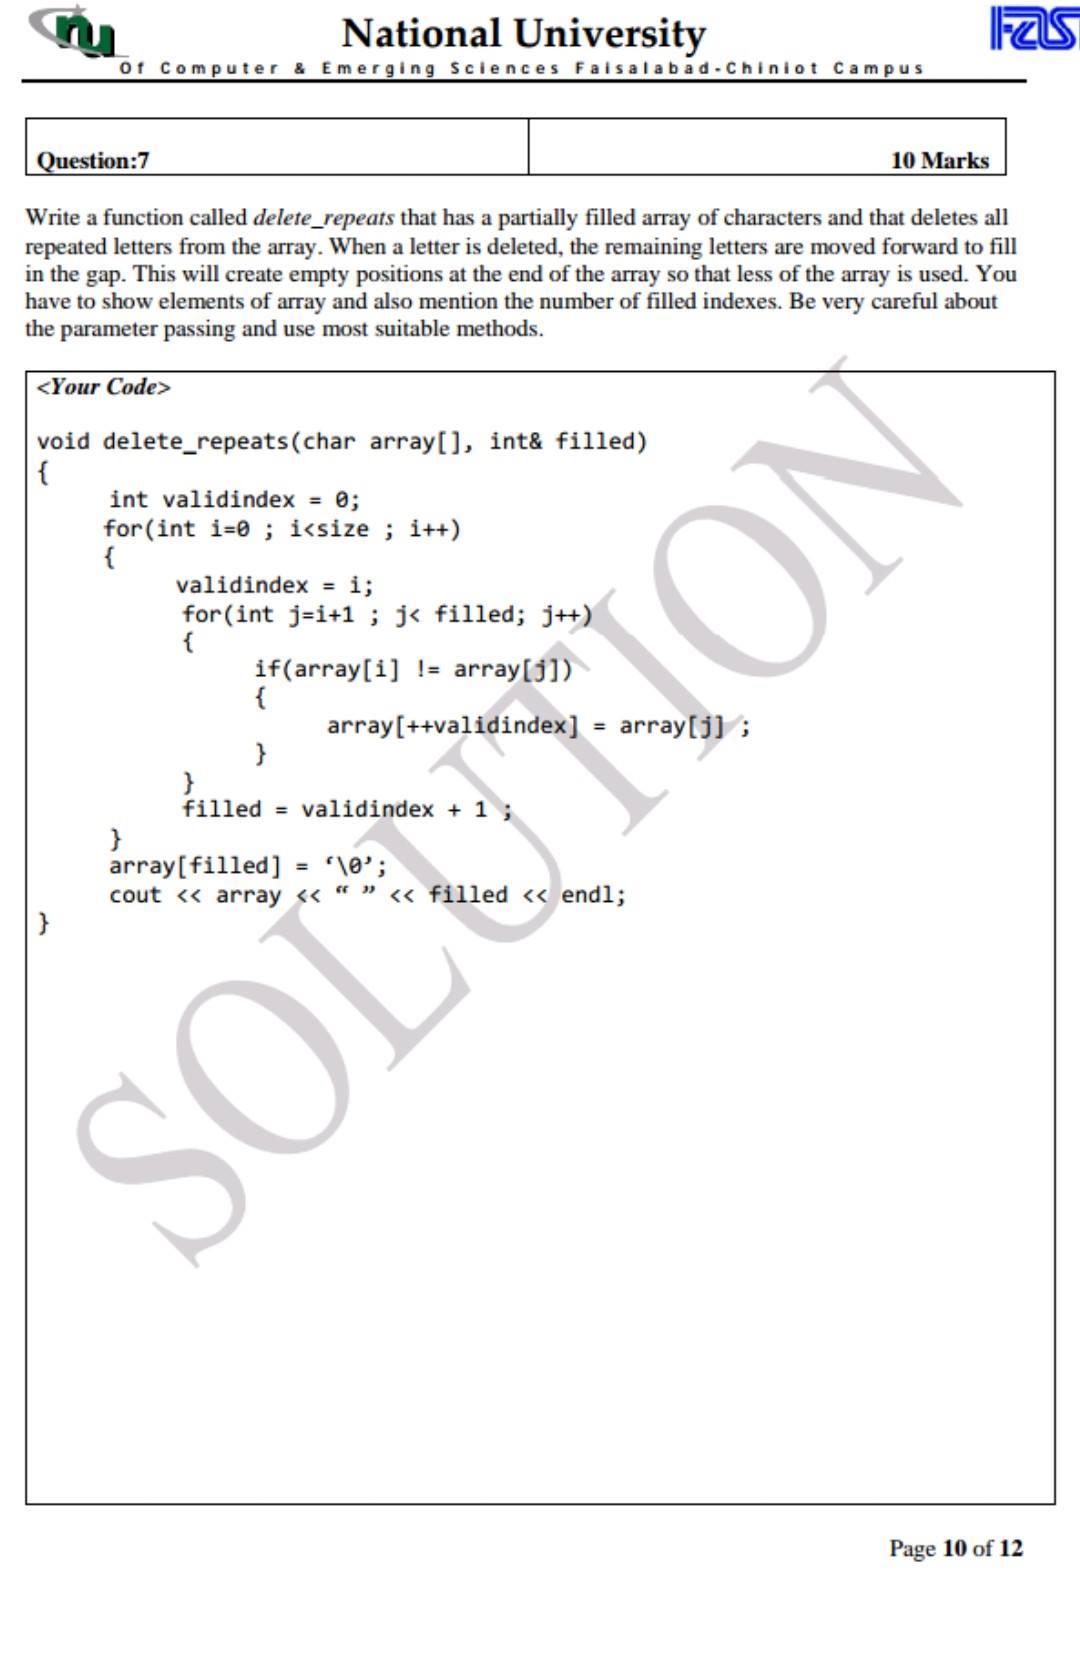 nu
National University
FAS
Of Computer & Emerging Sciences Faisalabad-Chiniot Campus
Question:7
10 Marks
Write a function called delete_repeats that has a partially filled array of characters and that deletes all
repeated letters from the array. When a letter is deleted, the remaining letters are moved forward to fill
in the gap. This will create empty positions at the end of the array so that less of the array is used. You
have to show elements of array and also mention the number of filled indexes. Be very careful about
the parameter passing and use most suitable methods.
<Your Code>
void delete_repeats(char array[], int& filled)
{
int validindex = 0;
for(int i=0 ; i<size ; i++)
{
validindex = i;
for(int j=i+1 ; j< filled; j++)
{
if(array[i] != array[j])
{
array[++validindex] = array[j] ;
}
}
filled = validindex + 1 ;
}
array[filled] = ‘\0’;
cout << array << “ ” << filled << endl;
}
SOLUTION
Page 10 of 12